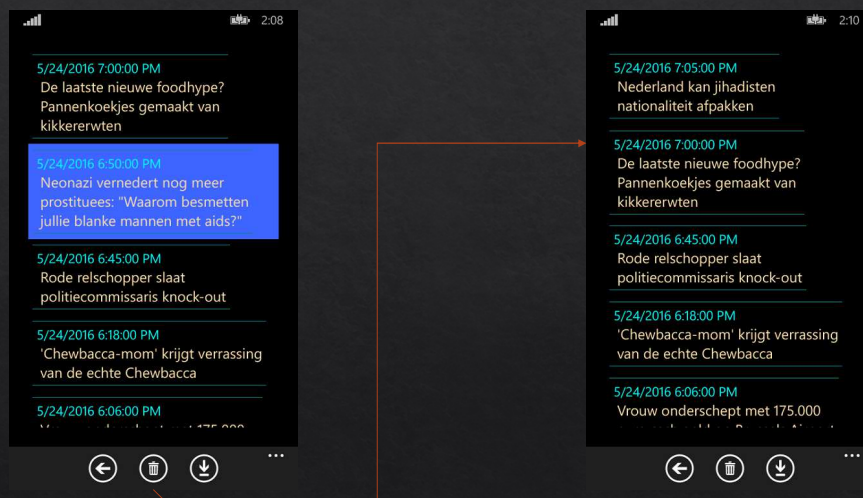 2:08
5/24/2016 7:00:00 PM
De laatste nieuwe foodhype?
Pannenkoekjes gemaakt van
kikkererwten
5/24/2016 6:50:00 PM
Neonazi vernedert nog meer
prostituees: "Waarom besmetten
jullie blanke mannen met aids?"
5/24/2016 6:45:00 PM
Rode relschopper slaat
politiecommissaris knock-out
5/24/2016 6:18:00 PM
'Chewbacca-mom' krijgt verrassing
van de echte Chewbacca
5/24/2016 6:06:00 PM
2:10
5/24/2016 7:05:00 PM
Nederland kan jihadisten
nationaliteit afpakken
5/24/2016 7:00:00 PM
De laatste nieuwe foodhype?
Pannenkoekjes gemaakt van
kikkererwten
5/24/2016 6:45:00 PM
Rode relschopper slaat
politiecommissaris knock-out
5/24/2016 6:18:00 PM
'Chewbacca-mom' krijgt verrassing
van de echte Chewbacca
5/24/2016 6:06:00 PM
Vrouw onderschept met 175.000